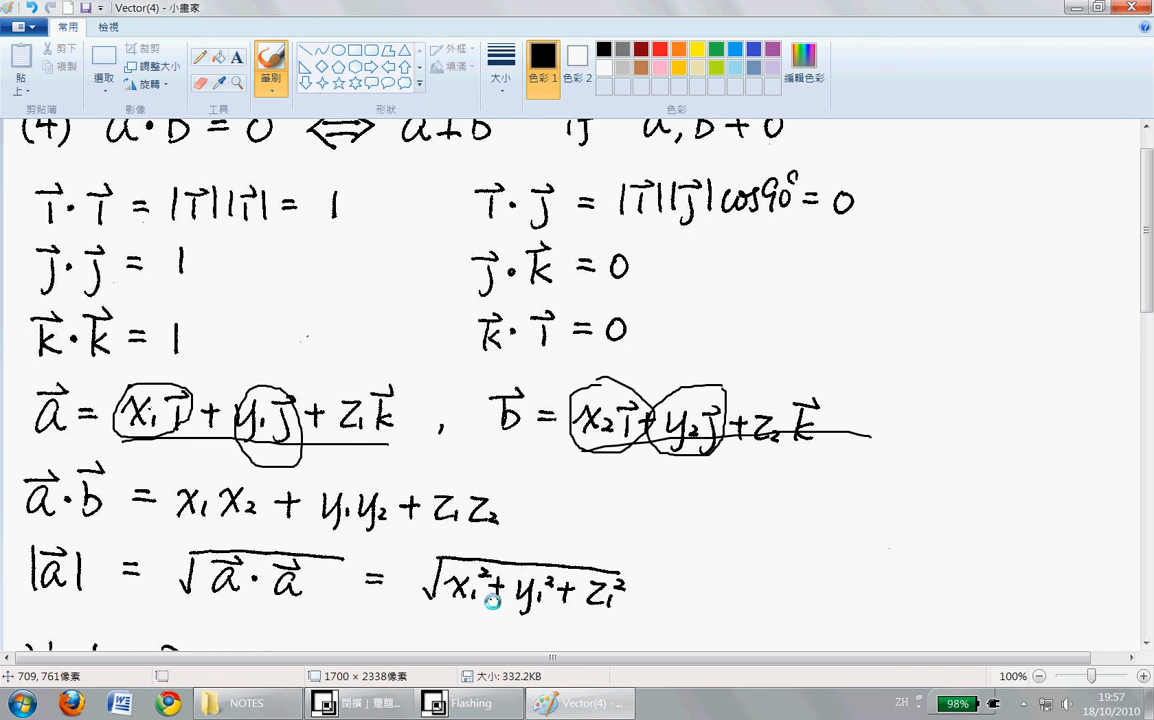 Vector(4) - 小畫家
常用 檢視
貼上 剪下 複製 選取 裁剪 調整大小 旋轉 A 筆刷 外框 填滿 大小 色彩 1 色彩 2 編輯色彩
剪貼簿 影像 工具 形狀 色彩
(4) a·b = 0 ⟺ a⊥b if a, b ≠ 0
i⃗·i⃗ = |i⃗||i⃗| = 1 i⃗·j⃗ = |i⃗||j⃗|cos90° = 0
j⃗·j⃗ = 1 j⃗·k⃗ = 0
k⃗·k⃗ = 1 k⃗·i⃗ = 0
a⃗ = x₁i⃗ + y₁j⃗ + z₁k⃗ , b⃗ = x₂i⃗ + y₂j⃗ + z₂k⃗
a⃗·b⃗ = x₁x₂ + y₁y₂ + z₁z₂
|a⃗| = √(a⃗·a⃗) = √(x₁² + y₁² + z₁²)
709, 761像素 1700 × 2338像素 大小: 332.2KB 100%
NOTES Flashing Vector(4) - ... ZH 98% 19:57
18/10/2010